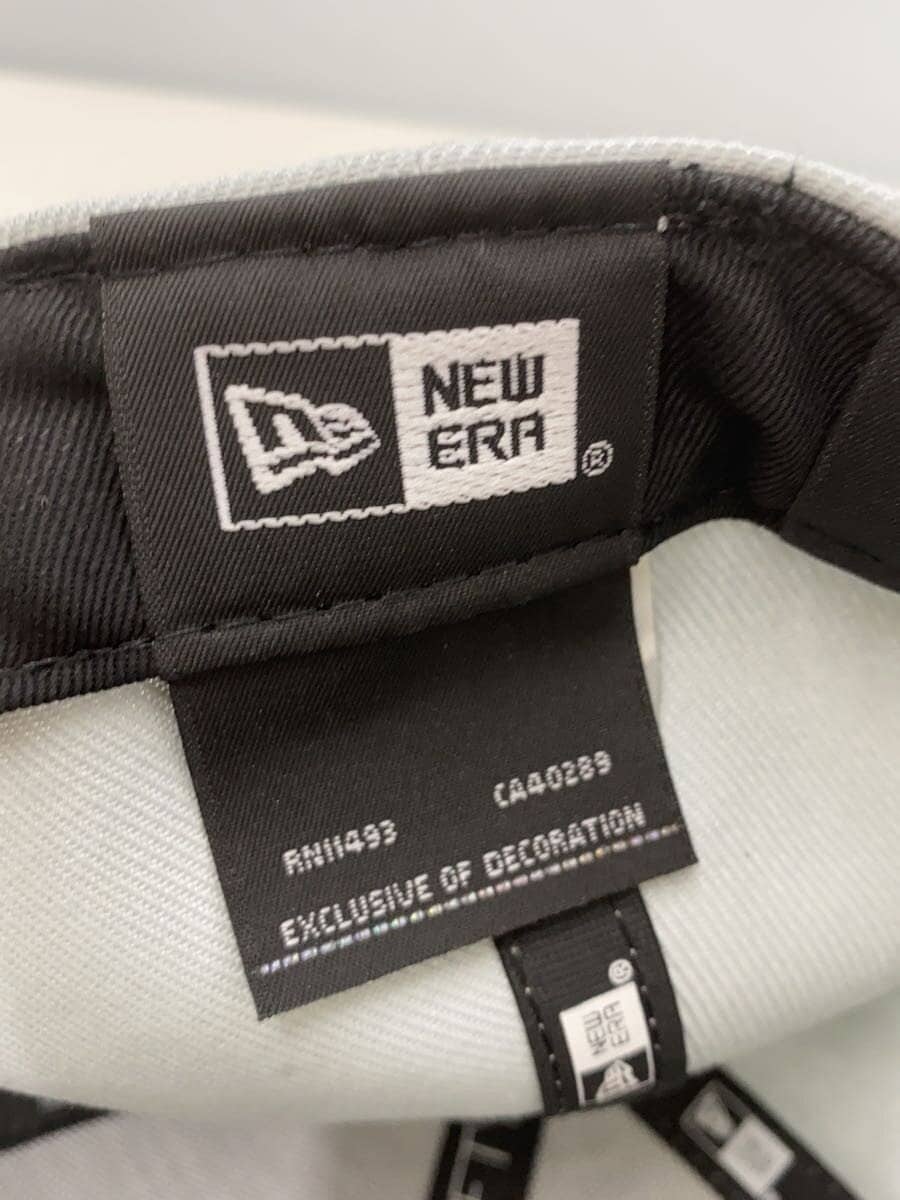 NEW
ERA
®
CA40289
RN11493
EXCLUSIVE OF DECORATION
®
NEW
ERA